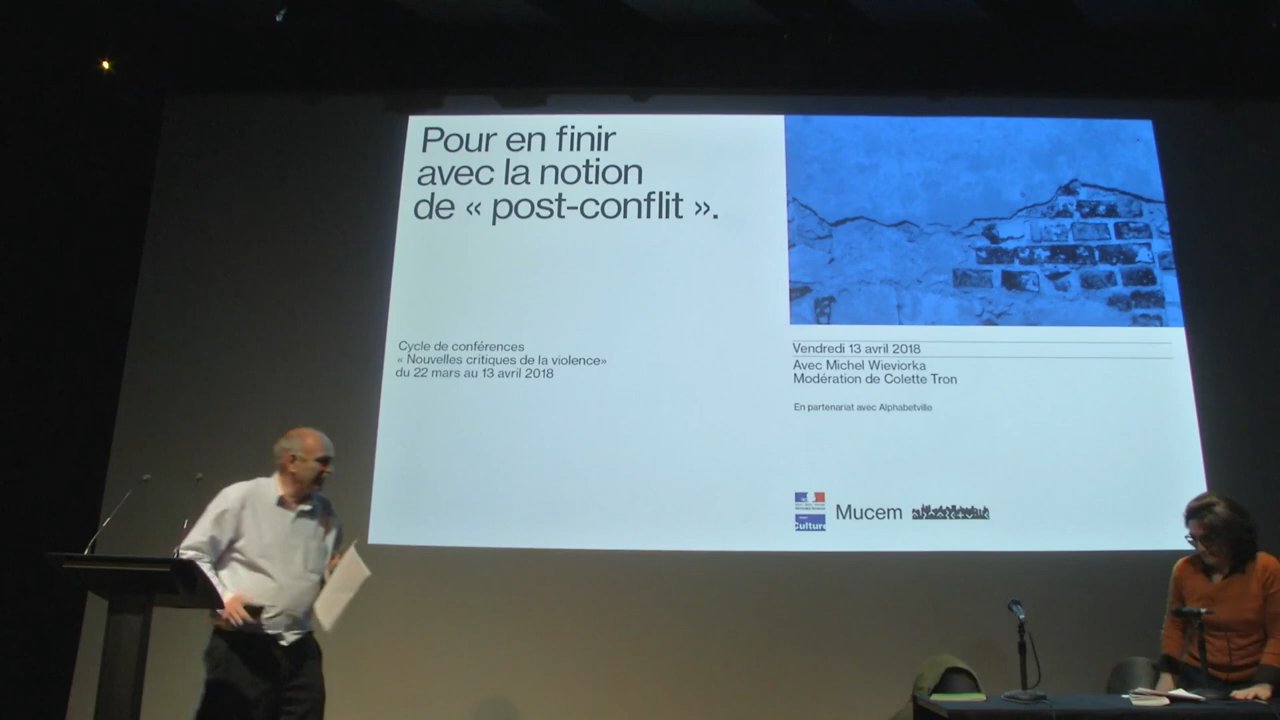 Pour en finir
avec la notion
de « post-conflit ».
Cycle de conférences
« Nouvelles critiques de la violence»
du 22 mars au 13 avril 2018
Vendredi 13 avril 2018
Avec Michel Wieviorka
Modération de Colette Tron
En partenariat avec Alphabetville
Culture
Mucem